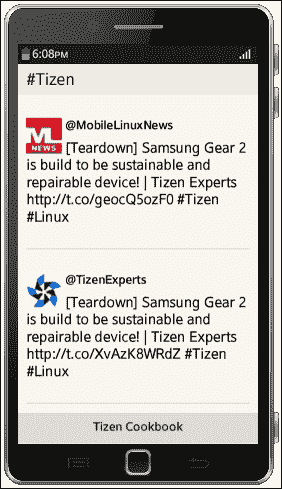 6:08PM
#Tizen
ML
NEWS
@MobileLinuxNews
[Teardown] Samsung Gear 2
is build to be sustainable and
repairable device! | Tizen Experts
http://t.co/geocQ5ozF0 #Tizen
#Linux
@TizenExperts
[Teardown] Samsung Gear 2
is build to be sustainable and
repairable device! | Tizen Experts
http://t.co/XvAzK8WRdZ #Tizen
#Linux
Tizen Cookbook